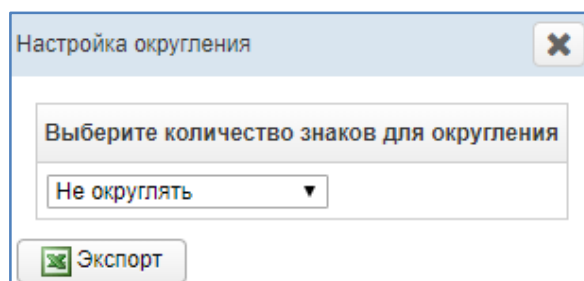 Настройка округления
Выберите количество знаков для округления
Не округлять
Экспорт